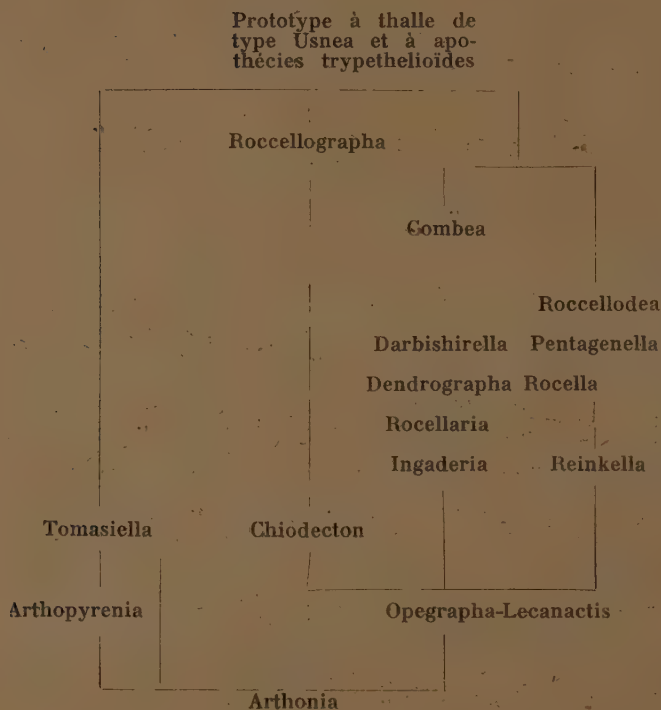 Prototype à thalle de
type Usnea et à apo-
thécies trypethelioïdes
Roccellographa
Combea
Roccellodea
Darbishirella Pentagenella
Dendrographa Rocella
Rocellaria
Ingaderia Reinkella
Tomasiella Chiodecton
Arthopyrenia Opegrapha-Lecanactis
Arthonia